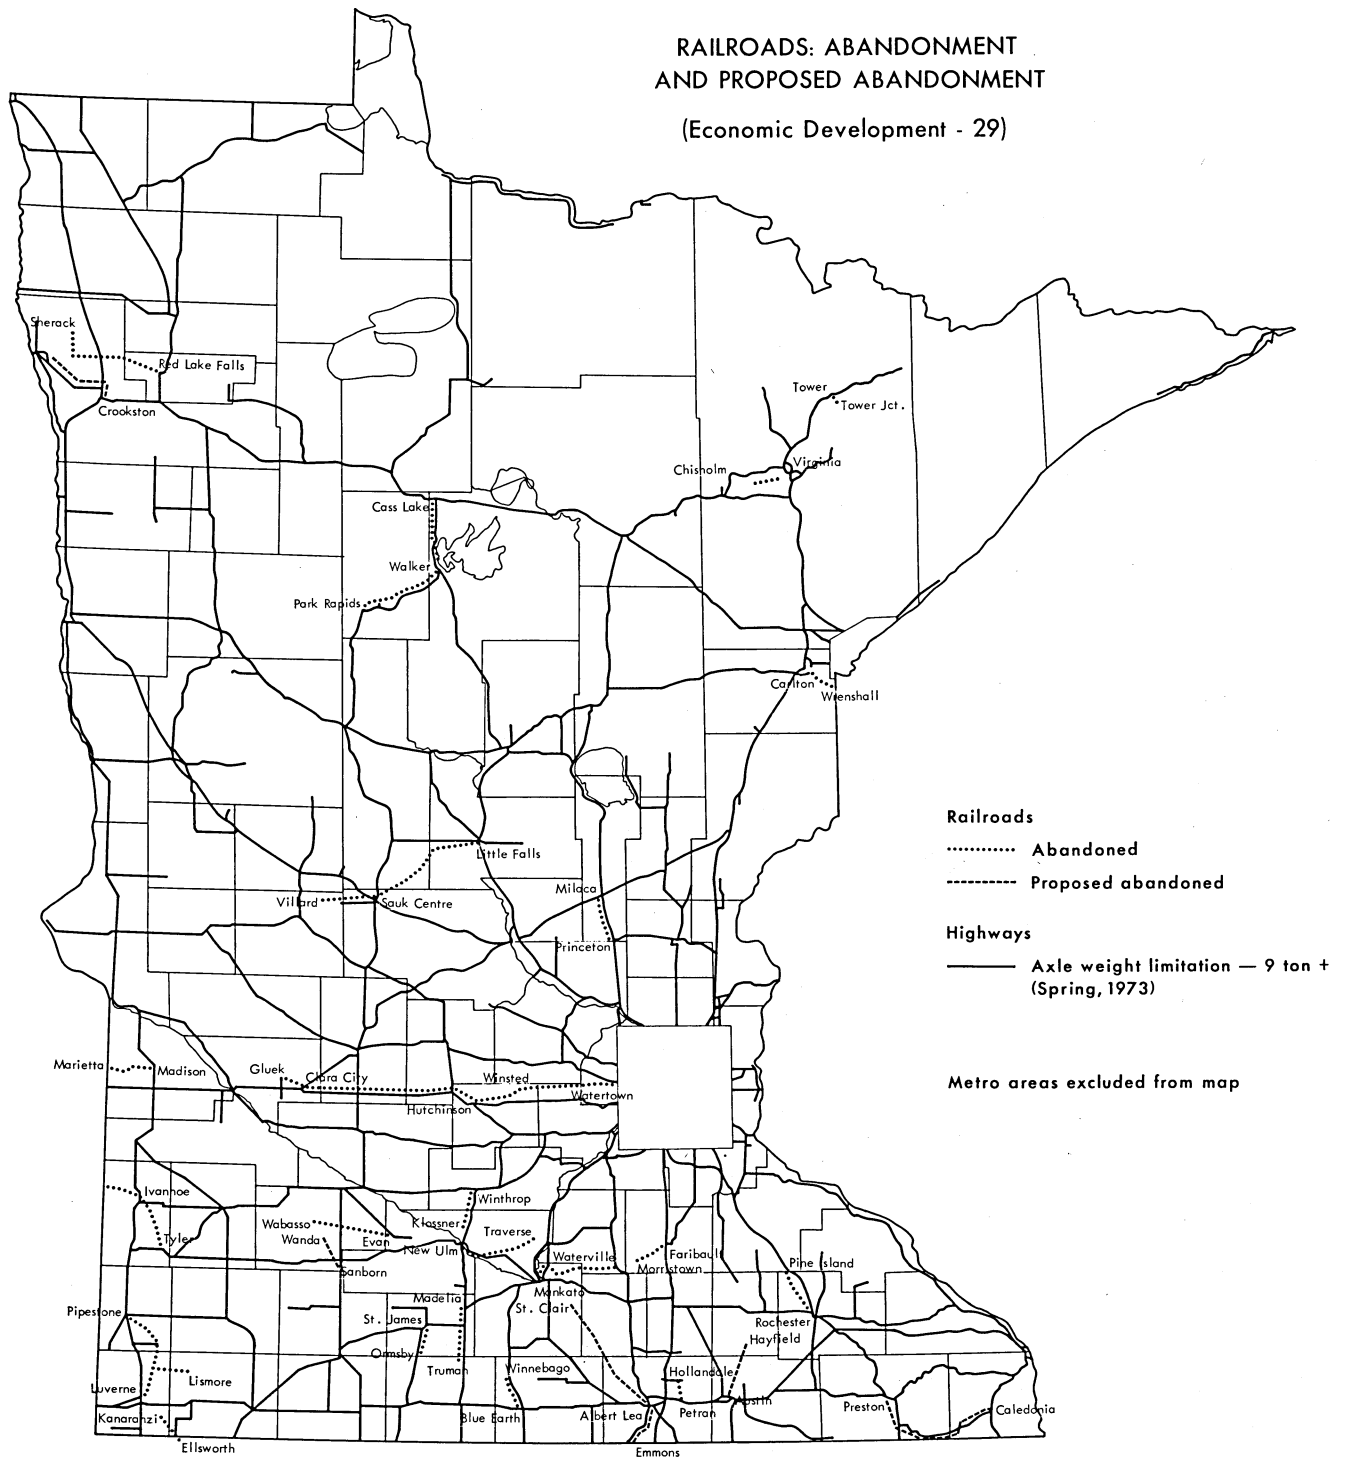 RAILROADS: ABANDONMENT
AND PROPOSED ABANDONMENT
(Economic Development - 29)
Sherack
Red Lake Falls
Crookston
Tower
Tower Jct.
Chisholm
Virginia
Cass Lake
Walker
Park Rapids
Carlton
Wrenshall
Little Falls
Villard
Sauk Centre
Milaca
Princeton
Railroads
Abandoned
Proposed abandoned
Highways
Axle weight limitation — 9 ton +
(Spring, 1973)
Metro areas excluded from map
Marietta
Madison
Gluek
Clara City
Winsted
Watertown
Hutchinson
Ivanhoe
Tyler
Wabasso
Wanda
Evan
Sanborn
Klossner
Winthrop
New Ulm
Traverse
Waterville
Faribault
Morristown
Pine Island
Mankato
St. Clair
Madelia
St. James
Ormsby
Truman
Pipestone
Lismore
Luverne
Kanaranzi
Ellsworth
Winnebago
Blue Earth
Albert Lea
Hollandale
Petran
Emmons
Rochester
Hayfield
Austin
Preston
Caledonia